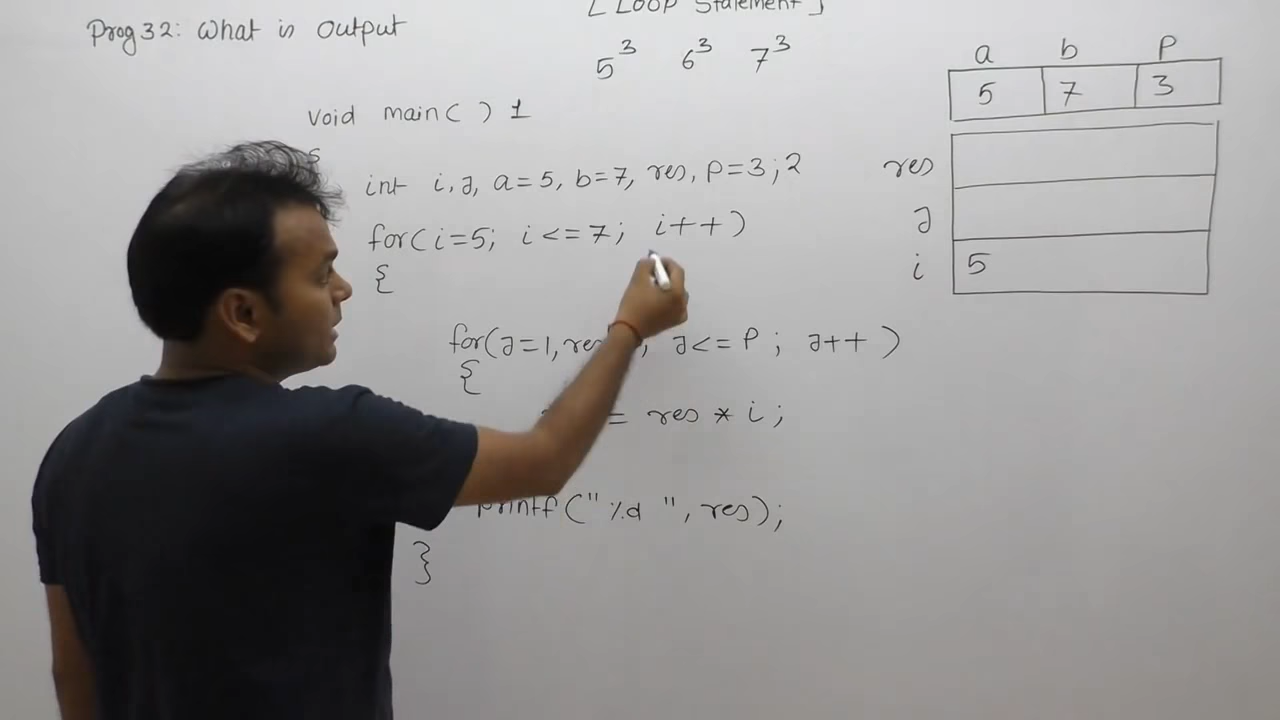 Prog 32: What is Output
[ Loop Statement ]
5³ 6³ 7³
void main( ) 1
int i, J, a=5, b=7, res, P=3; 2
for(i=5; i<=7; i++)
{
for(J=1, J<=P; J++ )
{
= res * i;
printf("%d ", res);
}
a b P
5 7 3
res
J
i 5